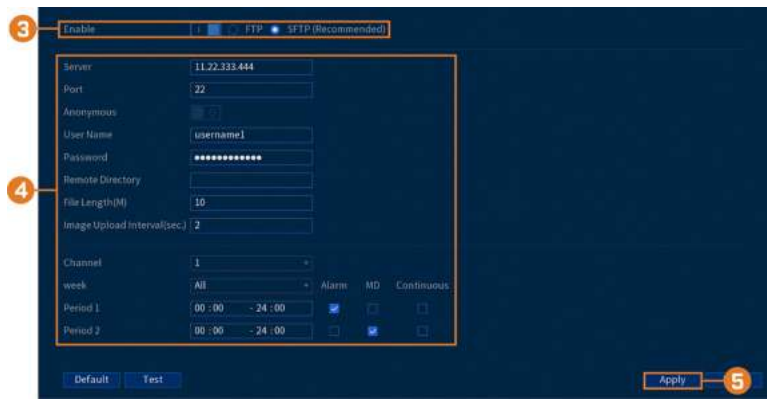 3
Enable FTP SFTP (Recommended)
4
Server 11.22.333.444
Port 22
Anonymous
User Name username1
Password ●●●●●●●●●●●●
Remote Directory
File Length(M) 10
Image Upload Interval(sec.) 2
Channel 1
week All Alarm MD Continuous
Period 1 00 : 00 - 24 : 00
Period 2 00 : 00 - 24 : 00
Default Test Apply 5